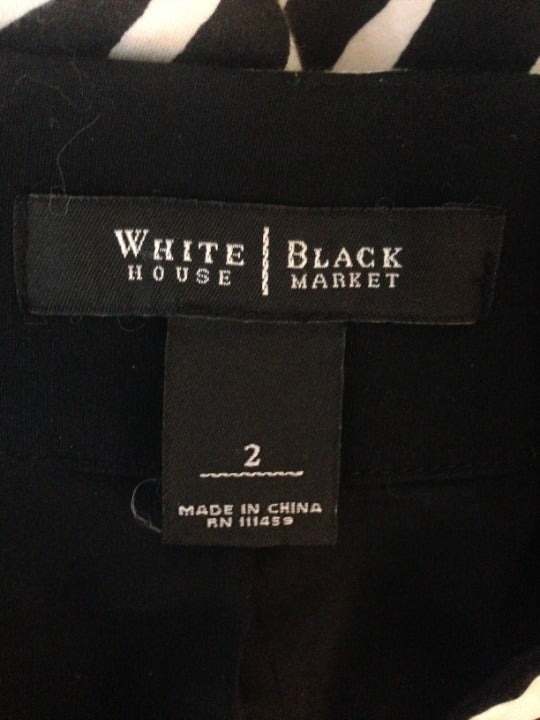 WHITE | BLACK
HOUSE | MARKET
2
MADE IN CHINA
RN 111459